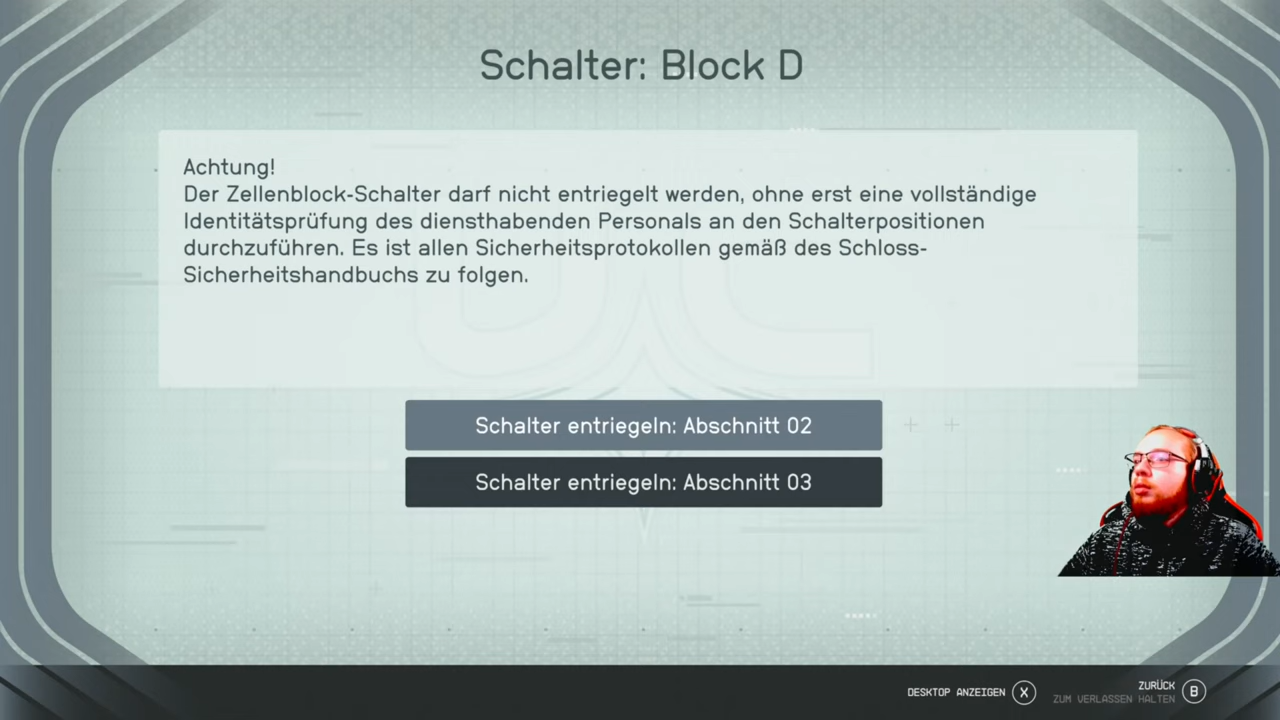 Schalter: Block D
Achtung!
Der Zellenblock-Schalter darf nicht entriegelt werden, ohne erst eine vollständige
Identitätsprüfung des diensthabenden Personals an den Schalterpositionen
durchzuführen. Es ist allen Sicherheitsprotokollen gemäß des Schloss-
Sicherheitshandbuchs zu folgen.
Schalter entriegeln: Abschnitt 02
Schalter entriegeln: Abschnitt 03
DESKTOP ANZEIGEN X
ZURÜCK B
ZUM VERLASSEN HALTEN